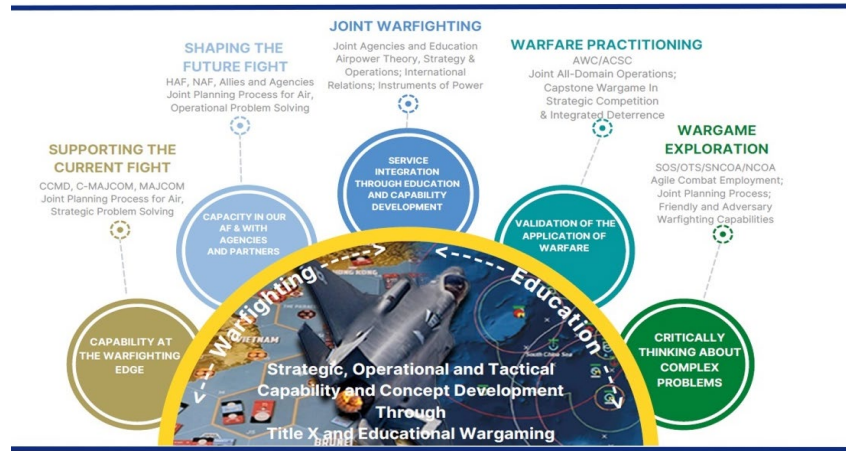 JOINT WARFIGHTING
Joint Agencies and Education
Airpower Theory, Strategy &
Operations; International
Relations; Instruments of Power
SHAPING THE
FUTURE FIGHT
HAF, NAF, Allies and Agencies
Joint Planning Process for Air,
Operational Problem Solving
WARFARE PRACTITIONING
AWC/ACSC
Joint All-Domain Operations;
Capstone Wargame In
Strategic Competition
& Integrated Deterrence
SUPPORTING THE
CURRENT FIGHT
CCMD, C-MAJCOM, MAJCOM
Joint Planning Process for Air,
Strategic Problem Solving
WARGAME
EXPLORATION
SOS/OTS/SNCOA/NCOA
Agile Combat Employment;
Joint Planning Process;
Friendly and Adversary
Warfighting Capabilities
SERVICE
INTEGRATION
THROUGH EDUCATION
AND CAPABILITY
DEVELOPMENT
CAPACITY IN OUR
AF & WITH
AGENCIES
AND PARTNERS
VALIDATION OF THE
APPLICATION OF
WARFARE
CAPABILITY AT
THE WARFIGHTING
EDGE
CRITICALLY
THINKING ABOUT
COMPLEX
PROBLEMS
Warfighting
Education
VIETNAM
South China Sea
Strategic, Operational and Tactical
Capability and Concept Development
Through
Title X and Educational Wargaming
BRUNEI